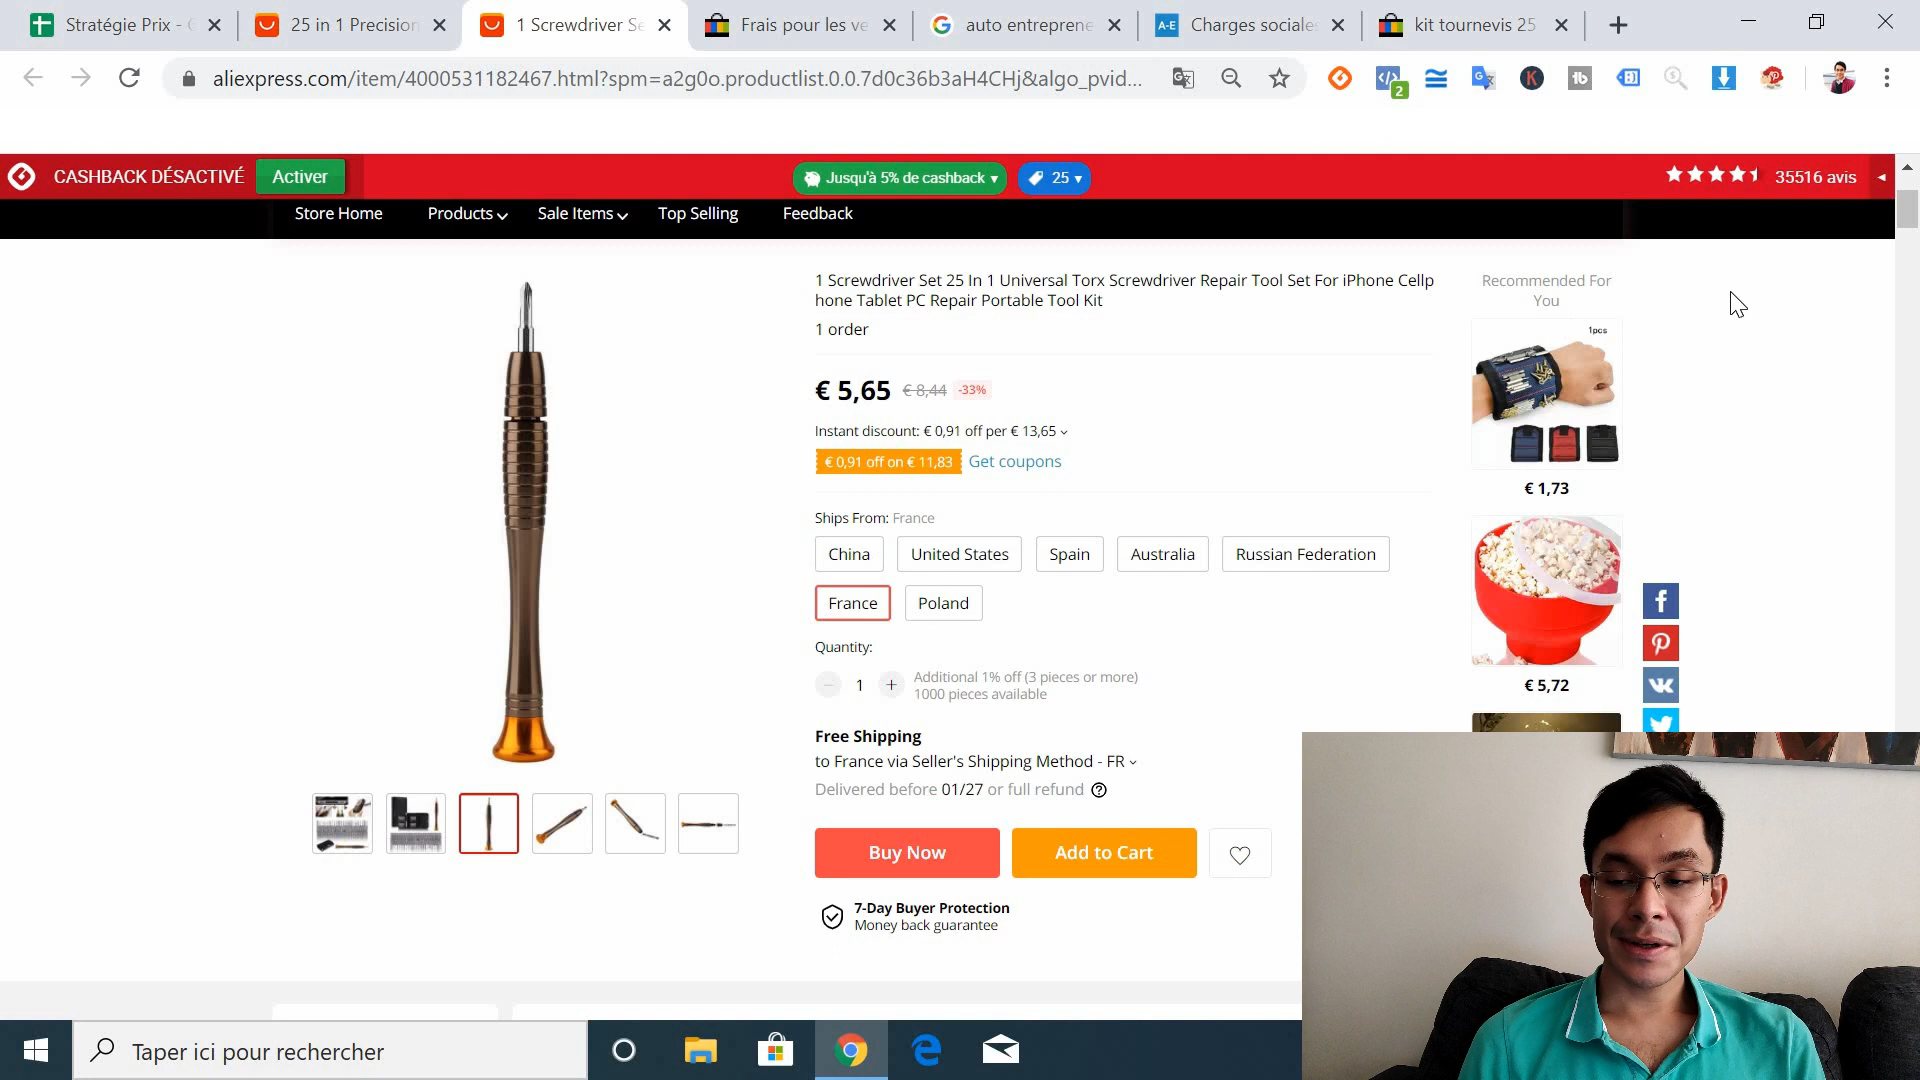 Stratégie Prix - G
25 in 1 Precision
1 Screwdriver Se
Frais pour les ve
auto entreprene
Charges sociales
kit tournevis 25
aliexpress.com/item/4000531182467.html?spm=a2g0o.productlist.0.0.7d0c36b3aH4CHj&algo_pvid...
2
CASHBACK DÉSACTIVÉ
Activer
Jusqu'à 5% de cashback
25
35516 avis
Store Home
Products
Sale Items
Top Selling
Feedback
1 Screwdriver Set 25 In 1 Universal Torx Screwdriver Repair Tool Set For iPhone Cellp
hone Tablet PC Repair Portable Tool Kit
1 order
€ 5,65 € 8,44 -33%
Instant discount: € 0,91 off per € 13,65
€ 0,91 off on € 11,83 Get coupons
Ships From: France
China
United States
Spain
Australia
Russian Federation
France
Poland
Quantity:
1
Additional 1% off (3 pieces or more)
1000 pieces available
Free Shipping
to France via Seller's Shipping Method - FR
Delivered before 01/27 or full refund
Buy Now
Add to Cart
7-Day Buyer Protection
Money back guarantee
Recommended For
You
1pcs
€ 1,73
€ 5,72
Taper ici pour rechercher